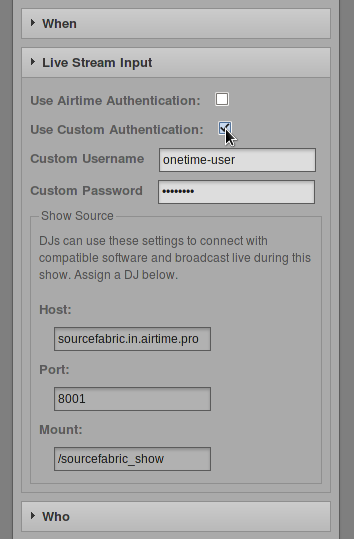 When
Live Stream Input
Use Airtime Authentication:
Use Custom Authentication:
Custom Username onetime-user
Custom Password ••••••••
Show Source
DJs can use these settings to connect with
compatible software and broadcast live during this
show. Assign a DJ below.
Host:
sourcefabric.in.airtime.pro
Port:
8001
Mount:
/sourcefabric_show
Who